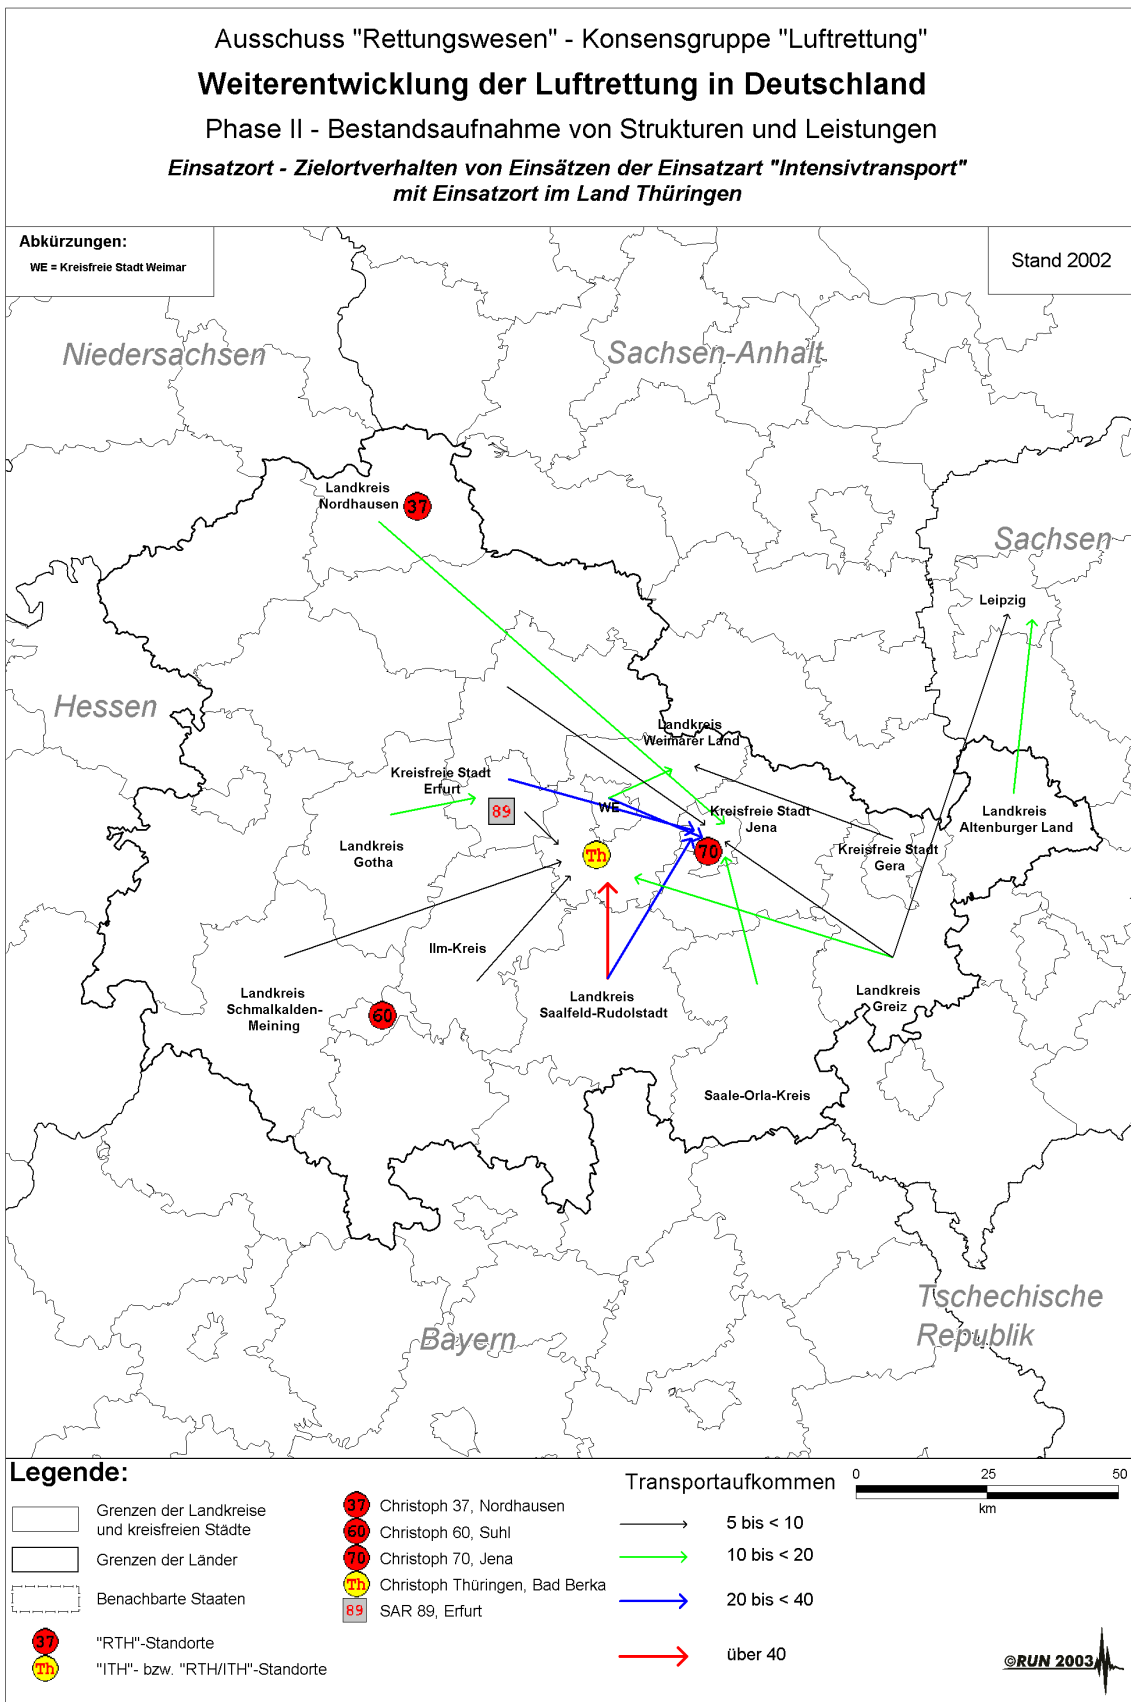 Ausschuss "Rettungswesen" - Konsensgruppe "Luftrettung"
Weiterentwicklung der Luftrettung in Deutschland
Phase II - Bestandsaufnahme von Strukturen und Leistungen
Einsatzort - Zielortverhalten von Einsätzen der Einsatzart "Intensivtransport"
mit Einsatzort im Land Thüringen
Abkürzungen:
WE = Kreisfreie Stadt Weimar
Stand 2002
Niedersachsen
Sachsen-Anhalt
Landkreis
Nordhausen
37
Sachsen
Leipzig
Hessen
Landkreis
Weimarer Land
Kreisfreie Stadt
Erfurt
89
WE
Kreisfreie Stadt
Jena
Landkreis
Altenburger Land
Landkreis
Gotha
Th
70
Kreisfreie Stadt
Gera
Ilm-Kreis
Landkreis
Schmalkalden-
Meining
60
Landkreis
Saalfeld-Rudolstadt
Landkreis
Greiz
Saale-Orla-Kreis
Bayern
Tschechische
Republik
Legende:
Grenzen der Landkreise
und kreisfreien Städte
Grenzen der Länder
Benachbarte Staaten
37 "RTH"-Standorte
Th "ITH"- bzw. "RTH/ITH"-Standorte
37 Christoph 37, Nordhausen
60 Christoph 60, Suhl
70 Christoph 70, Jena
Th Christoph Thüringen, Bad Berka
89 SAR 89, Erfurt
Transportaufkommen
5 bis < 10
10 bis < 20
20 bis < 40
über 40
0 25 50
km
©RUN 2003